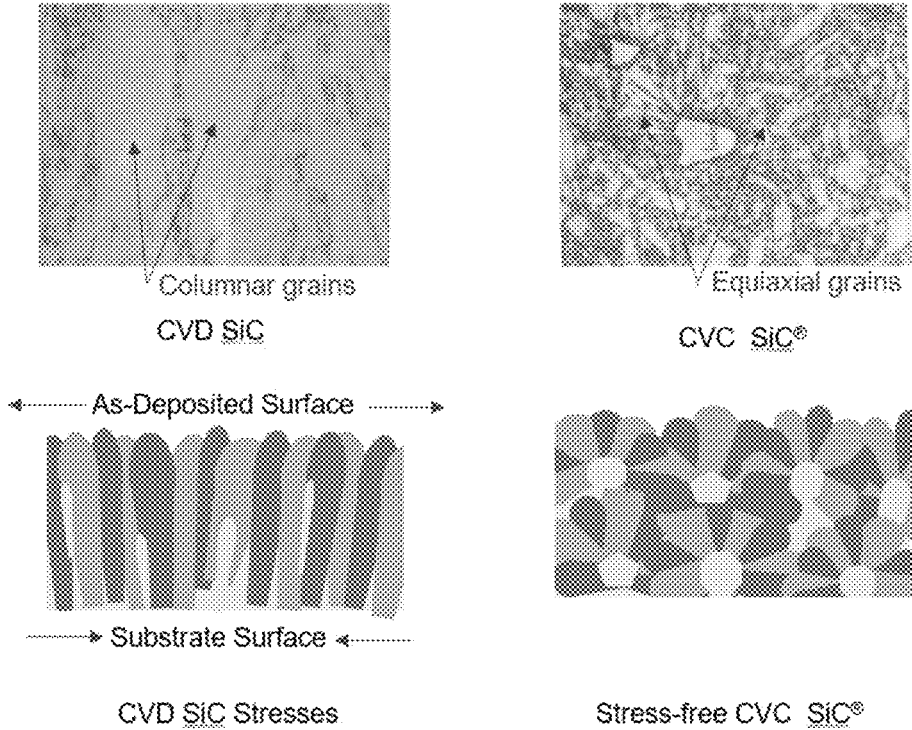 Columnar grains
CVD SiC
Equiaxial grains
CVC SiC®
As-Deposited Surface
Substrate Surface
CVD SiC Stresses
Stress-free CVC SiC®